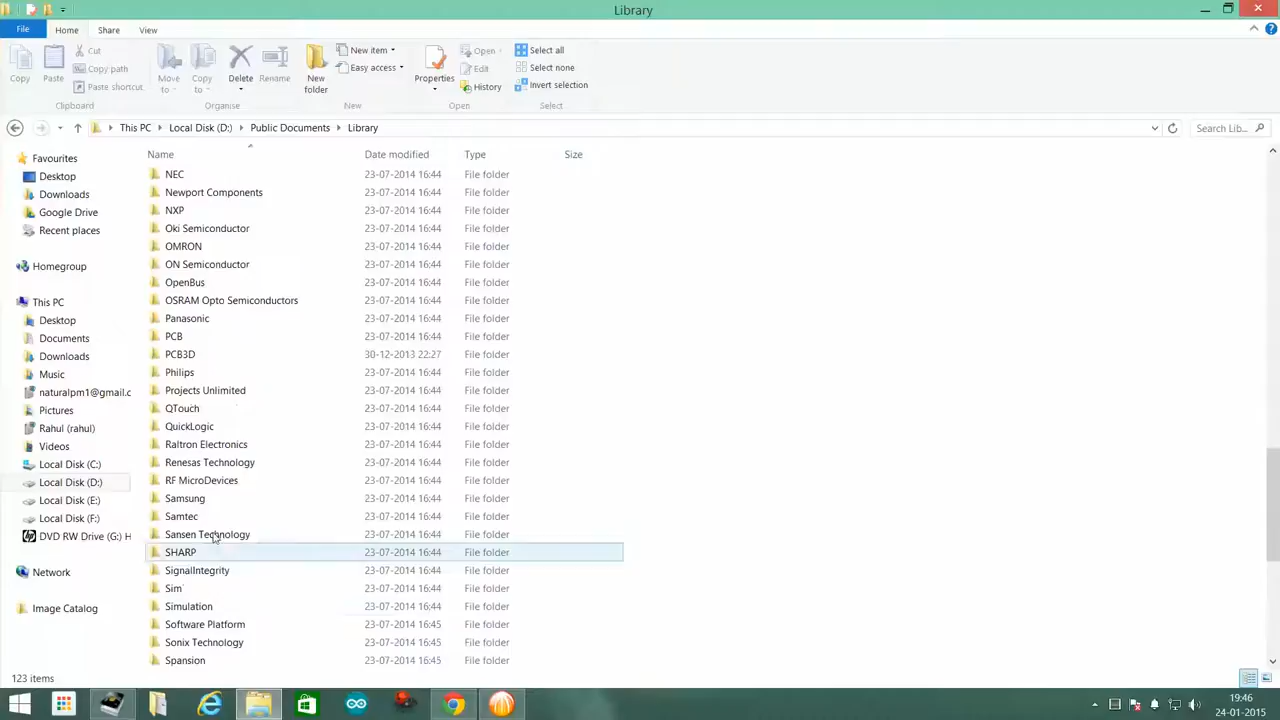 Library
File Home Share View
Copy
Paste
Cut
Copy path
Paste shortcut
Clipboard
Move to
Copy to
Delete
Rename
Organise
New folder
New item
Easy access
New
Properties
Open
Edit
History
Open
Select all
Select none
Invert selection
Select
This PC Local Disk (D:) Public Documents Library
Search Lib...
Favourites
Desktop
Downloads
Google Drive
Recent places
Homegroup
This PC
Desktop
Documents
Downloads
Music
naturalpm1@gmail.c
Pictures
Rahul (rahul)
Videos
Local Disk (C:)
Local Disk (D:)
Local Disk (E:)
Local Disk (F:)
DVD RW Drive (G:) H
Network
Image Catalog
Name Date modified Type Size
NEC 23-07-2014 16:44 File folder
Newport Components 23-07-2014 16:44 File folder
NXP 23-07-2014 16:44 File folder
Oki Semiconductor 23-07-2014 16:44 File folder
OMRON 23-07-2014 16:44 File folder
ON Semiconductor 23-07-2014 16:44 File folder
OpenBus 23-07-2014 16:44 File folder
OSRAM Opto Semiconductors 23-07-2014 16:44 File folder
Panasonic 23-07-2014 16:44 File folder
PCB 23-07-2014 16:44 File folder
PCB3D 30-12-2013 22:27 File folder
Philips 23-07-2014 16:44 File folder
Projects Unlimited 23-07-2014 16:44 File folder
QTouch 23-07-2014 16:44 File folder
QuickLogic 23-07-2014 16:44 File folder
Raltron Electronics 23-07-2014 16:44 File folder
Renesas Technology 23-07-2014 16:44 File folder
RF MicroDevices 23-07-2014 16:44 File folder
Samsung 23-07-2014 16:44 File folder
Samtec 23-07-2014 16:44 File folder
Sansen Technology 23-07-2014 16:44 File folder
SHARP 23-07-2014 16:44 File folder
SignalIntegrity 23-07-2014 16:44 File folder
Sim 23-07-2014 16:44 File folder
Simulation 23-07-2014 16:44 File folder
Software Platform 23-07-2014 16:45 File folder
Sonix Technology 23-07-2014 16:45 File folder
Spansion 23-07-2014 16:45 File folder
123 items
19:46
24-01-2015